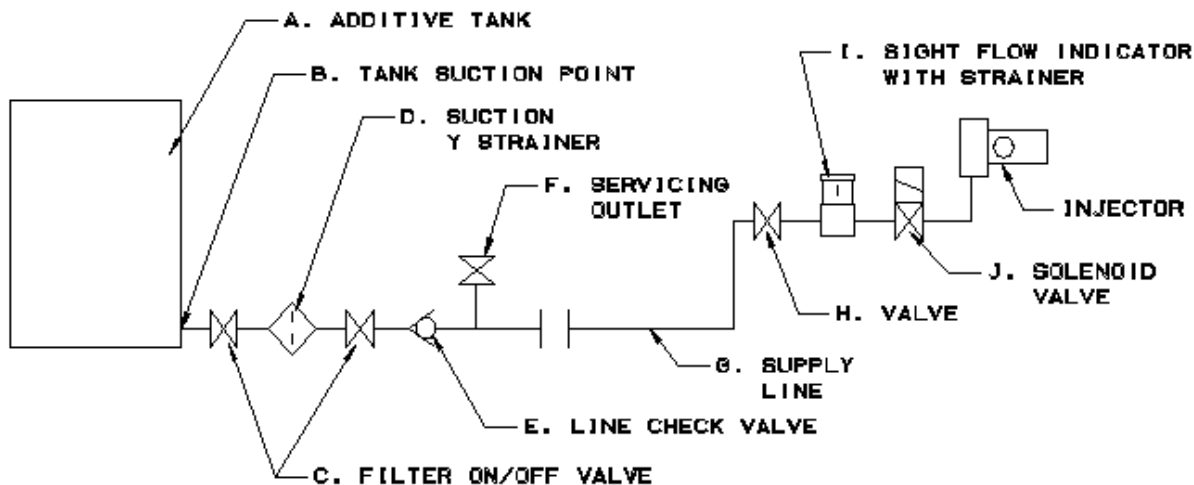 A. ADDITIVE TANK
B. TANK SUCTION POINT
D. SUCTION
Y STRAINER
F. SERVICING
OUTLET
I. SIGHT FLOW INDICATOR
WITH STRAINER
INJECTOR
J. SOLENOID
VALVE
H. VALVE
G. SUPPLY
LINE
E. LINE CHECK VALVE
C. FILTER ON/OFF VALVE